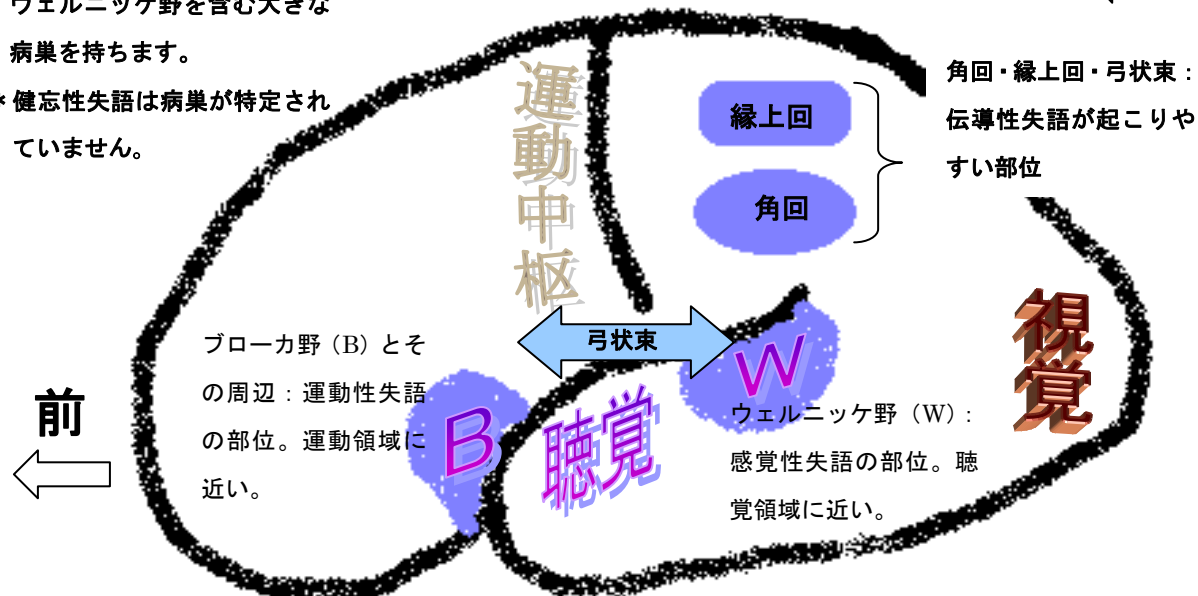 ウェルニッケ野を含む大きな
病巣を持ちます。
*健忘性失語は病巣が特定され
ていません。
運動中枢
縁上回
角回
角回・縁上回・弓状束：
伝導性失語が起こりや
すい部位
弓状束
ブローカ野（B）とそ
の周辺：運動性失語
の部位。運動領域に
近い。
前
B
聴覚
W
ウェルニッケ野（W）：
感覚性失語の部位。聴
覚領域に近い。
視覚